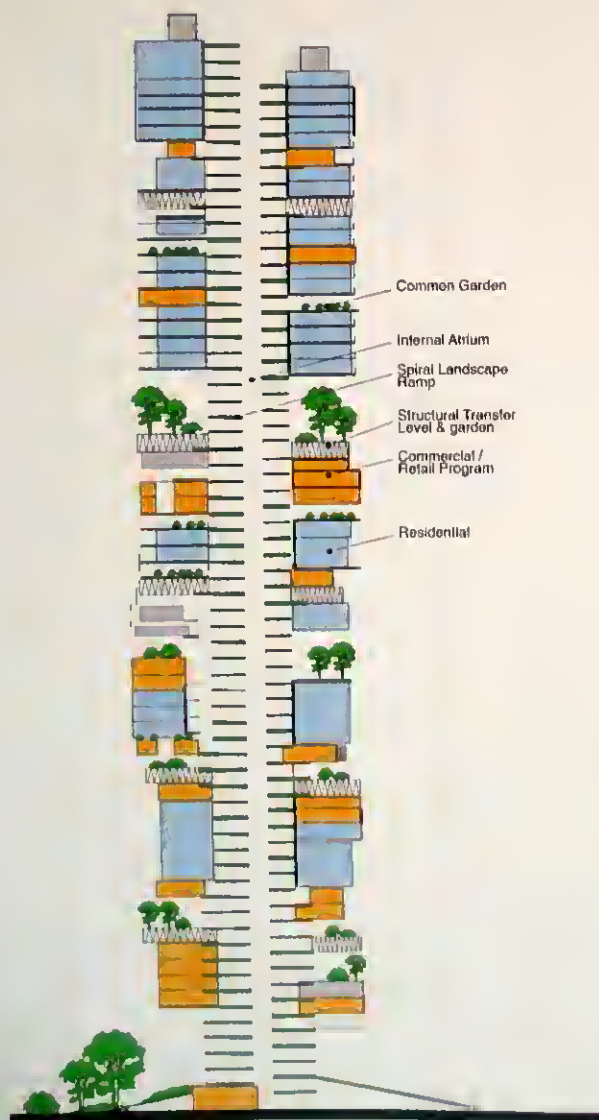 Common Garden
Internal Atrium
Spiral Landscape
Ramp
Structural Transfer
Level & garden
Commercial /
Retail Program
Residential